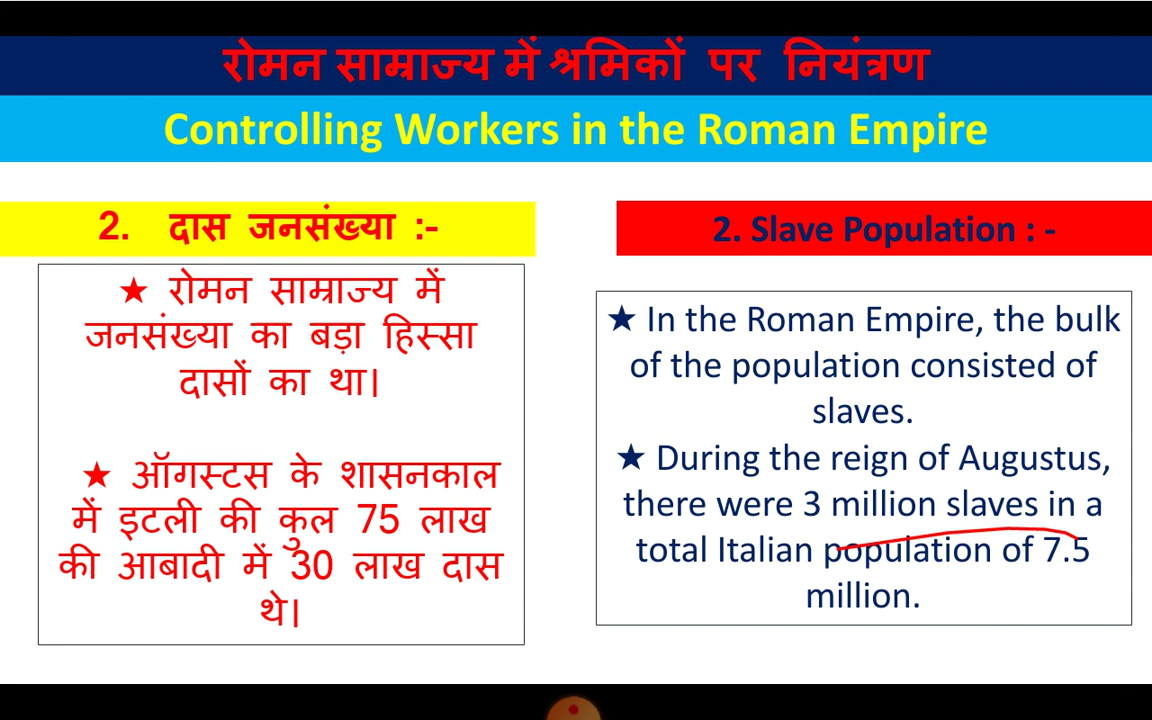 रोमन साम्राज्य में श्रमिकों पर नियंत्रण
Controlling Workers in the Roman Empire
2. दास जनसंख्या :-
★ रोमन साम्राज्य में
जनसंख्या का बड़ा हिस्सा
दासों का था।
★ ऑगस्टस के शासनकाल
में इटली की कुल 75 लाख
की आबादी में 30 लाख दास
थे।
2. Slave Population : -
★ In the Roman Empire, the bulk
of the population consisted of
slaves.
★ During the reign of Augustus,
there were 3 million slaves in a
total Italian population of 7.5
million.